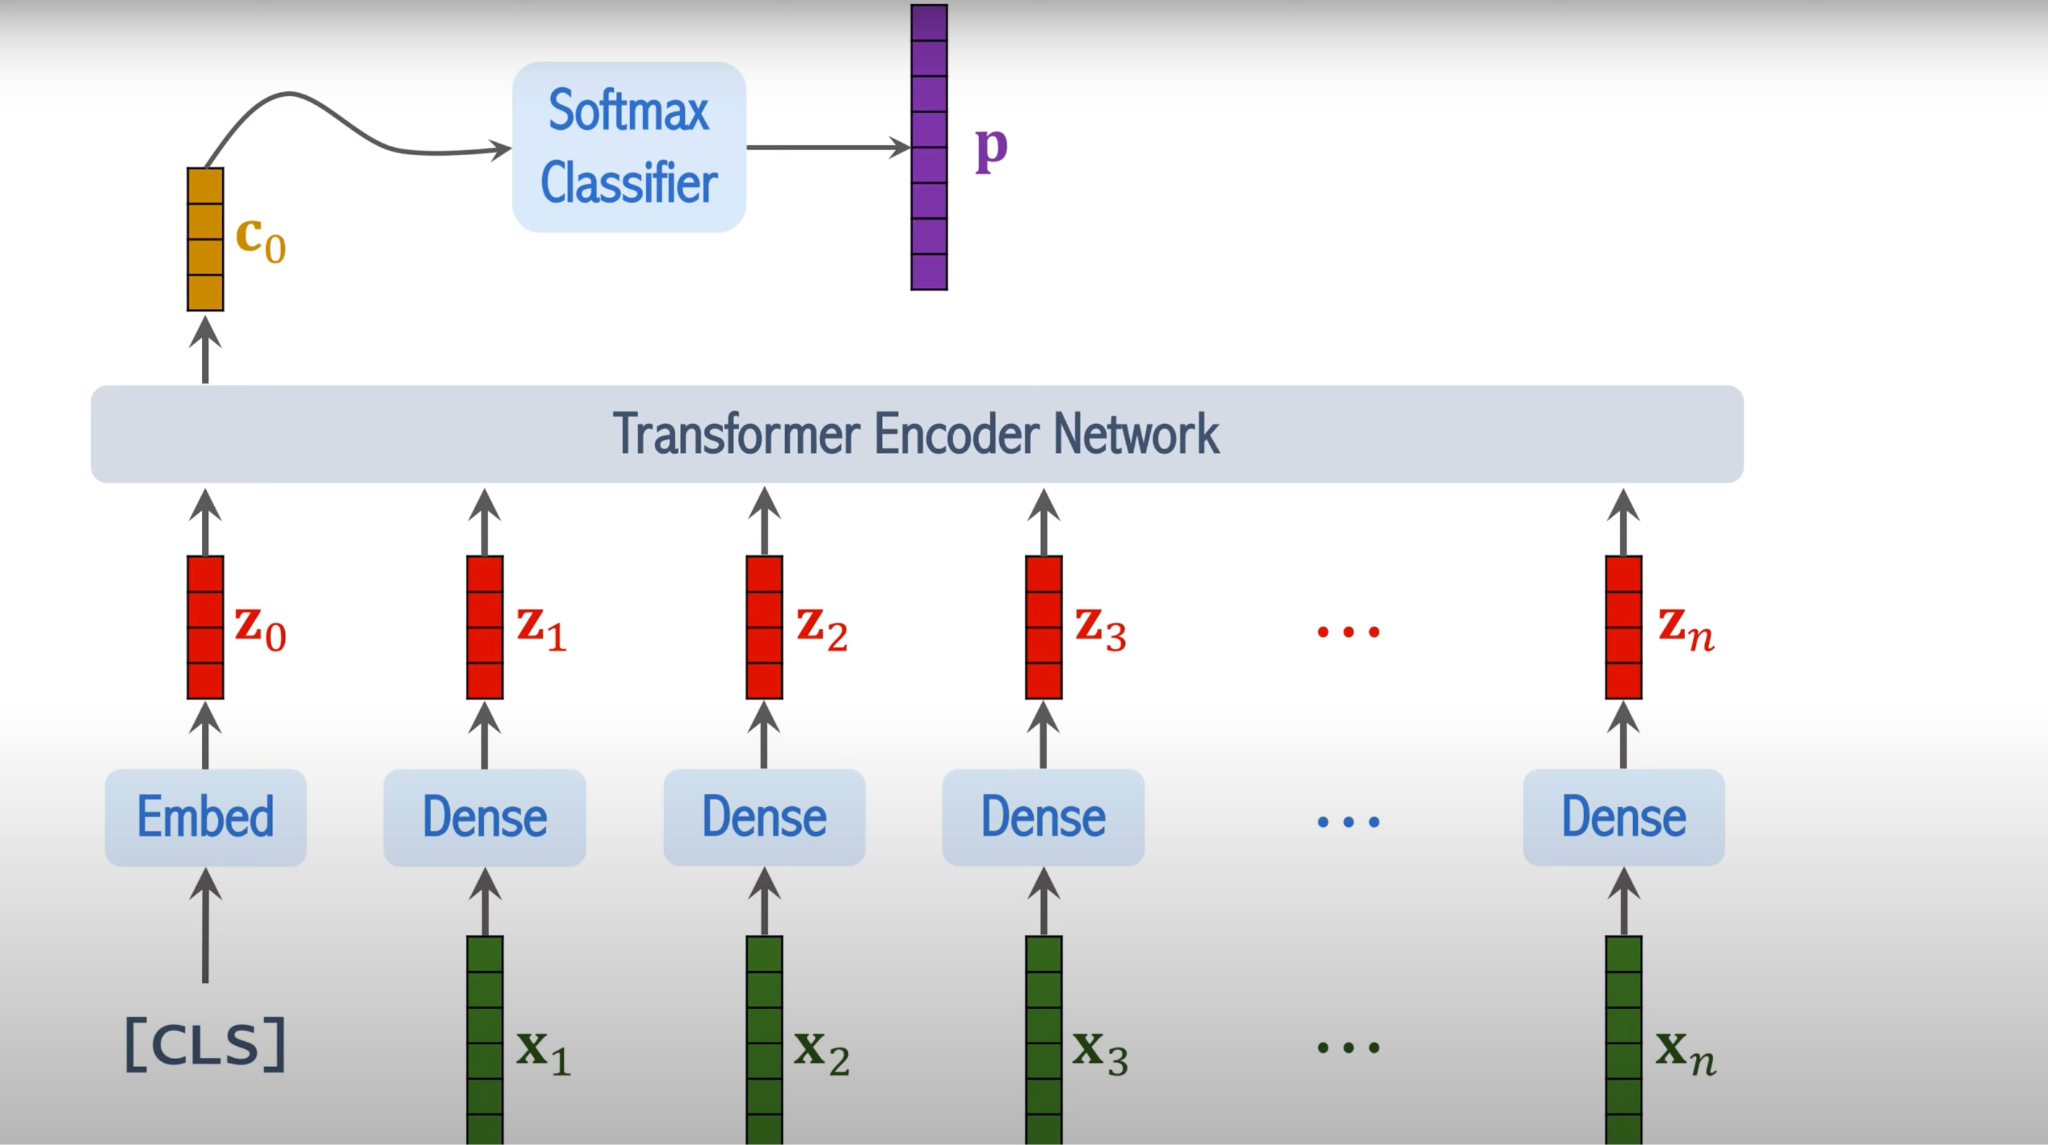 Softmax
Classifier
p
c₀
Transformer Encoder Network
z₀ z₁ z₂ z₃ ... zₙ
Embed Dense Dense Dense ... Dense
[CLS] x₁ x₂ x₃ ... xₙ